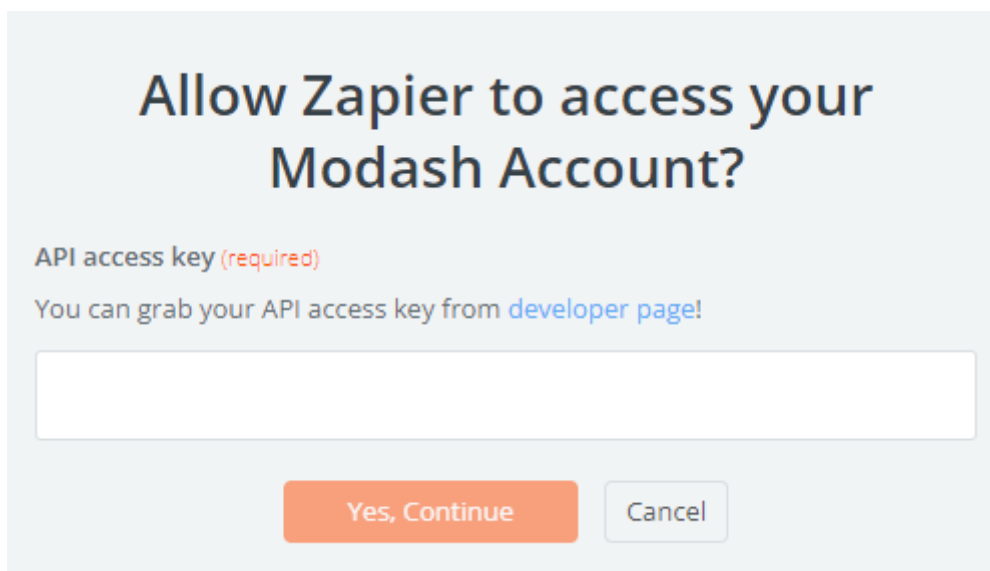 Allow Zapier to access your
Modash Account?
API access key (required)
You can grab your API access key from developer page!
Yes, Continue
Cancel